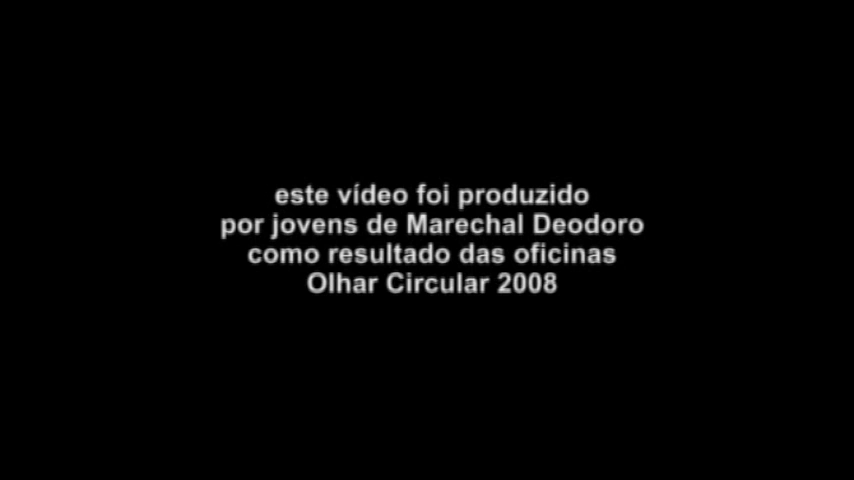 este vídeo foi produzido
por jovens de Marechal Deodoro
como resultado das oficinas
Olhar Circular 2008